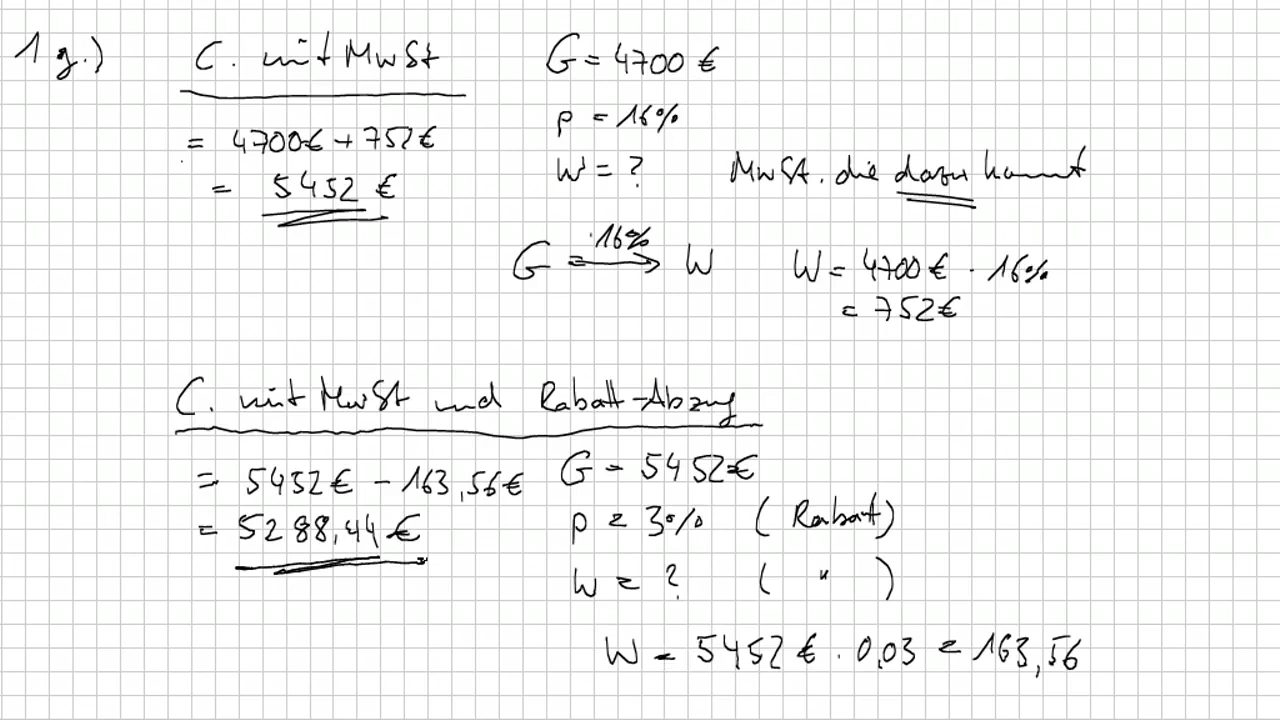 1 g.)
C. mit MwSt
= 4700€ + 752€
= 5452 €
G = 4700 €
p = 16%
W = ?
MwSt. die dazu kommt
G ·16% → W
W = 4700 € · 16%
= 752 €
C. mit MwSt und Rabatt-Abzug
= 5452 € - 163,56 €
= 5288,44 €
G = 5452 €
p = 3% ( Rabatt)
W = ? ( " )
W = 5452 € · 0,03 = 163,56